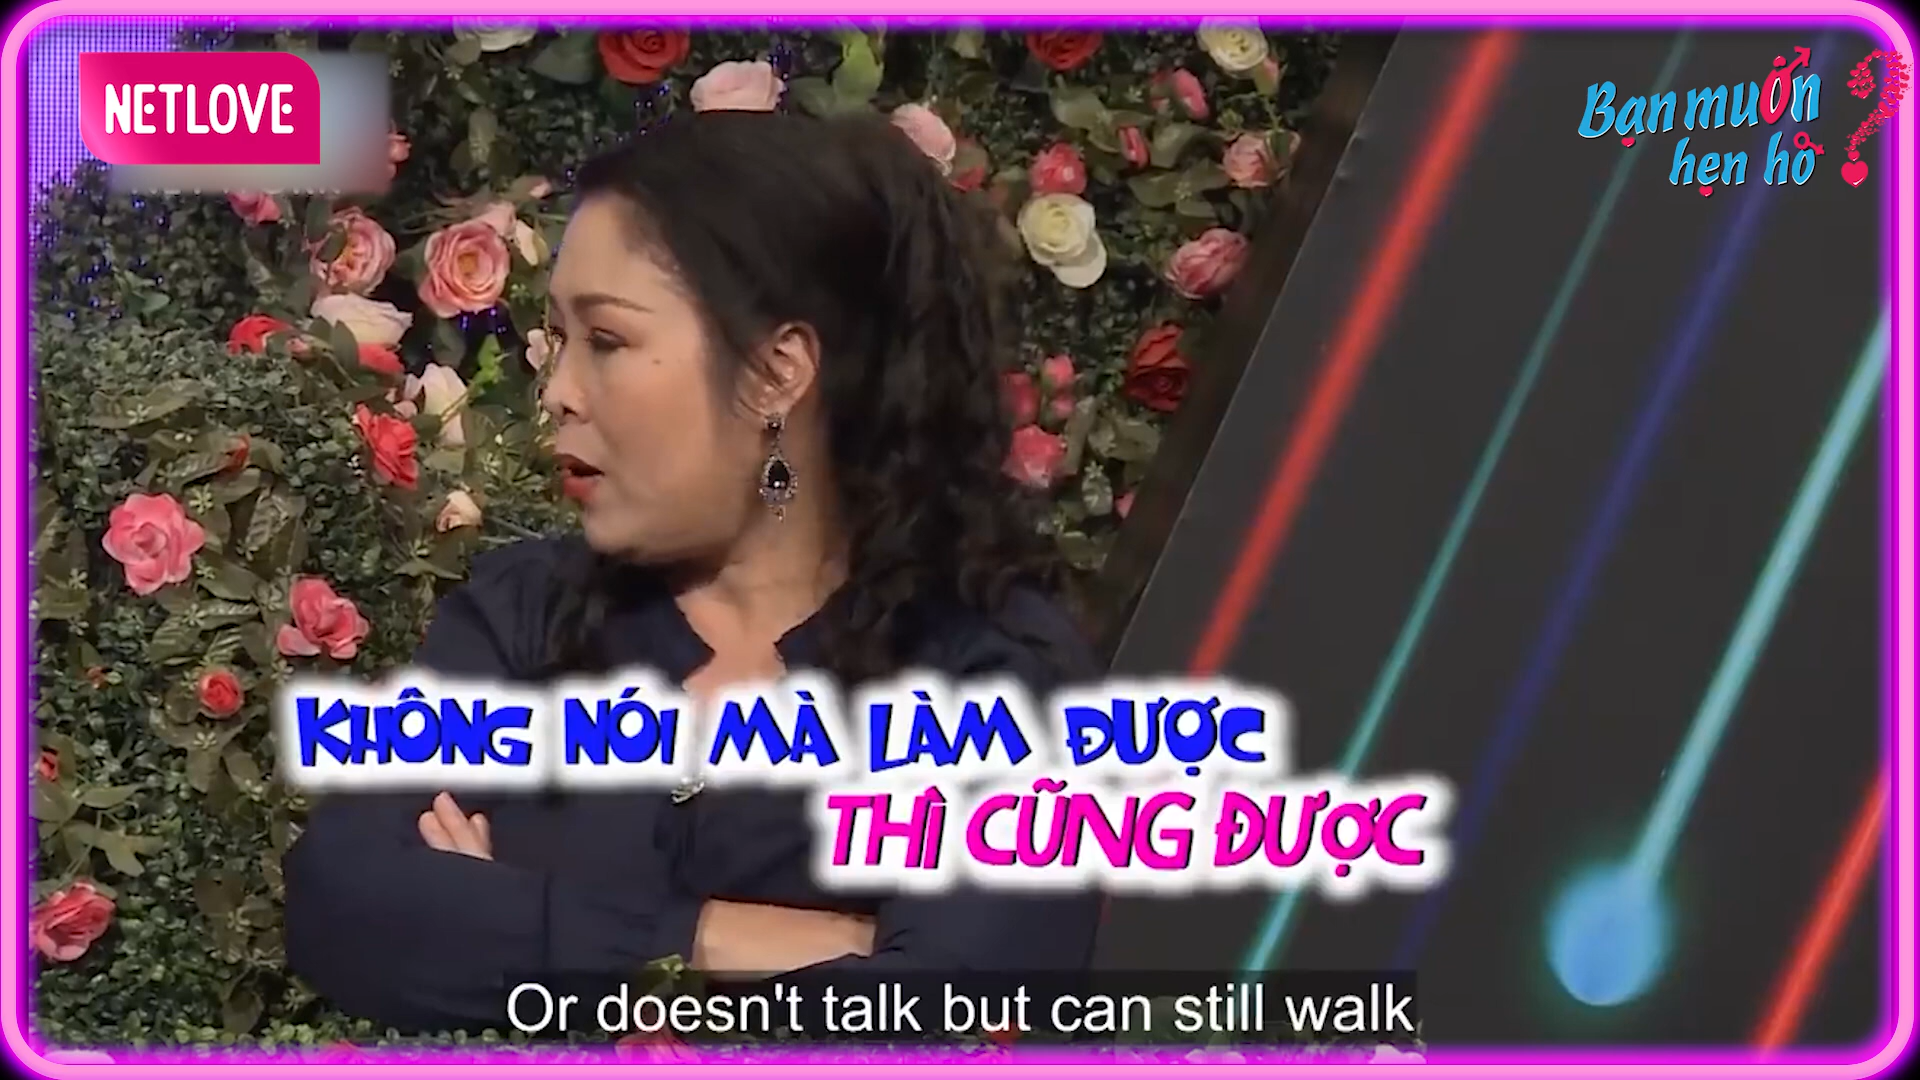 NETLOVE
Bạn muốn
hẹn hò
?
KHÔNG NÓI MÀ LÀM ĐƯỢC
THÌ CŨNG ĐƯỢC
Or doesn't talk but can still walk